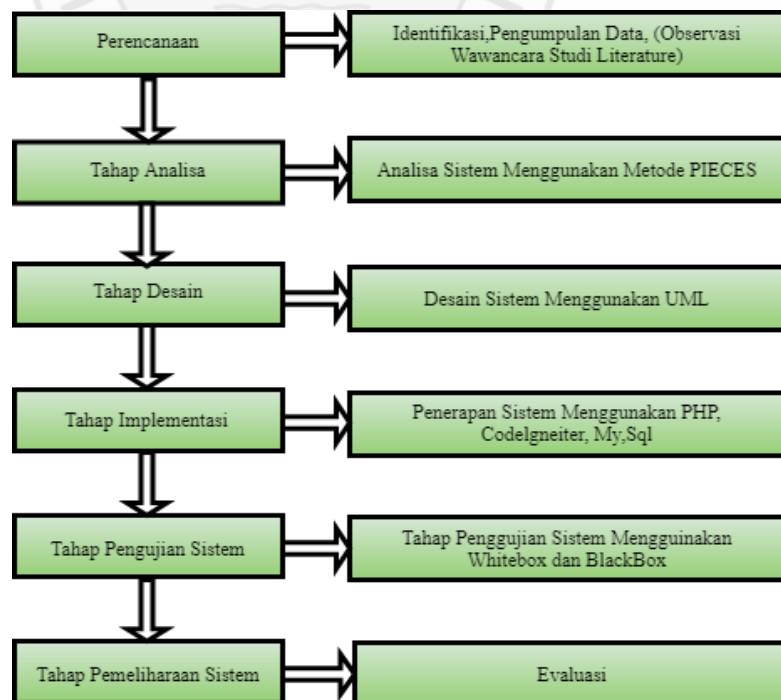 Perencanaan
Identifikasi,Pengumpulan Data, (Observasi
Wawancara Studi Literature)
Tahap Analisa
Analisa Sistem Menggunakan Metode PIECES
Tahap Desain
Desain Sistem Menggunakan UML
Tahap Implementasi
Penerapan Sistem Menggunakan PHP,
Codelgneiter, My,Sql
Tahap Pengujian Sistem
Tahap Penggujian Sistem Mengguinakan
Whitebox dan BlackBox
Tahap Pemeliharaan Sistem
Evaluasi